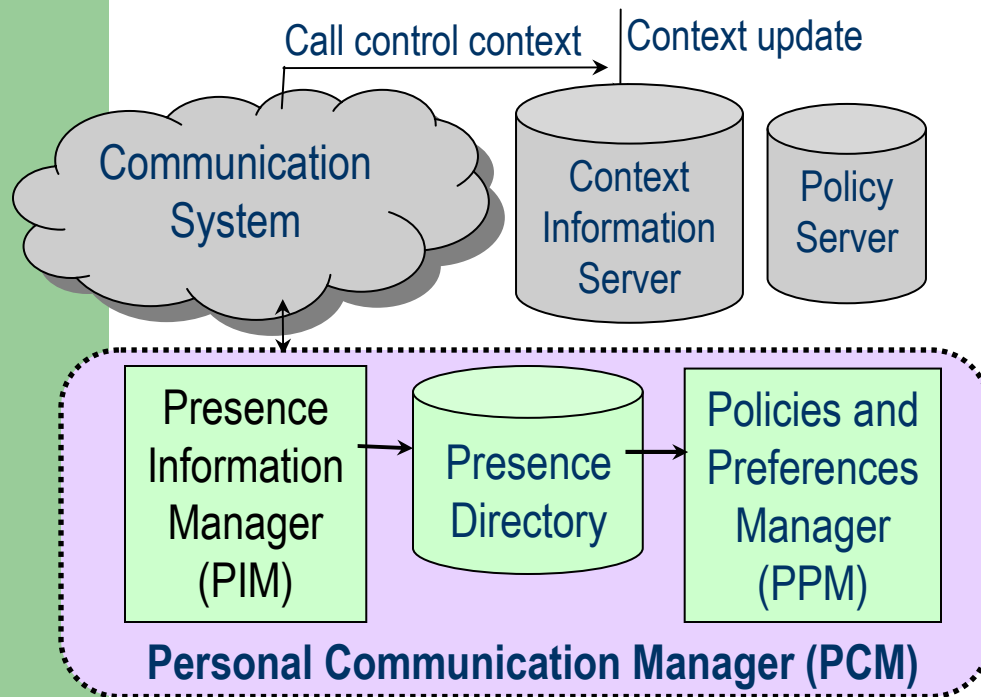 Call control context
Context update
Communication
System
Context
Information
Server
Policy
Server
Presence
Information
Manager
(PIM)
Presence
Directory
Policies and
Preferences
Manager
(PPM)
Personal Communication Manager (PCM)